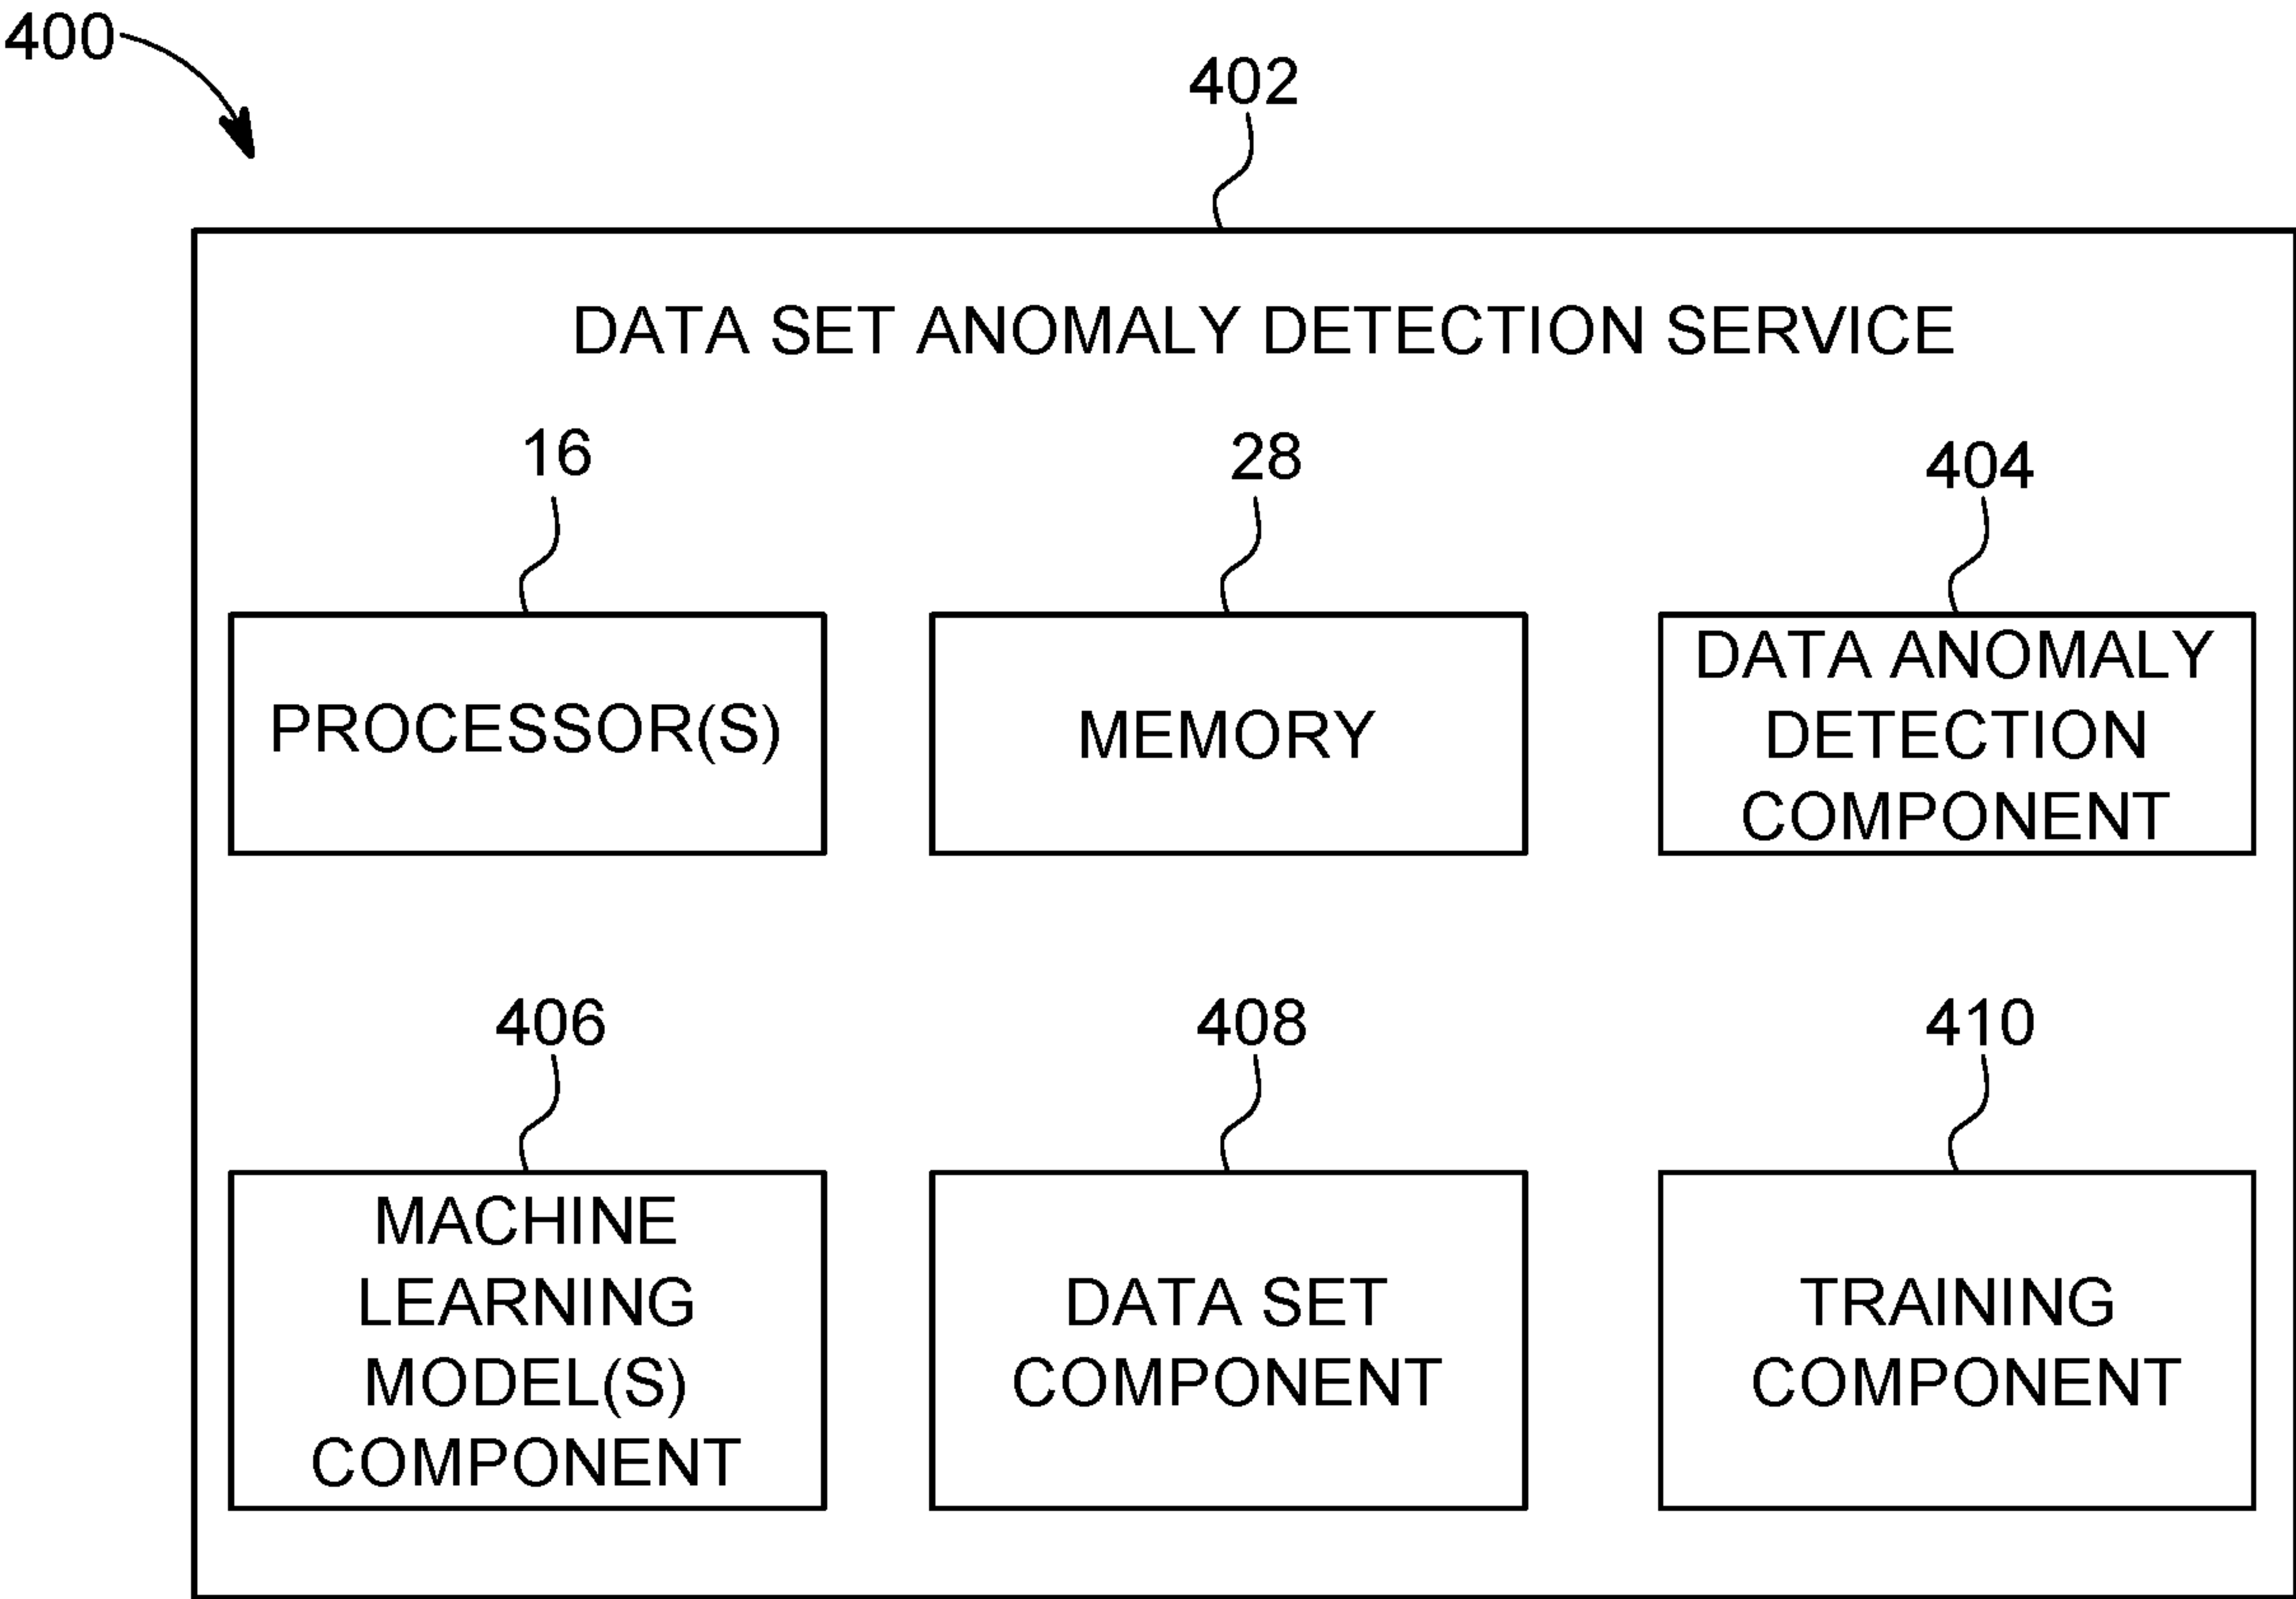 400
402
DATA SET ANOMALY DETECTION SERVICE
16
28
404
PROCESSOR(S)
MEMORY
DATA ANOMALY
DETECTION
COMPONENT
406
408
410
MACHINE
LEARNING
MODEL(S)
COMPONENT
DATA SET
COMPONENT
TRAINING
COMPONENT